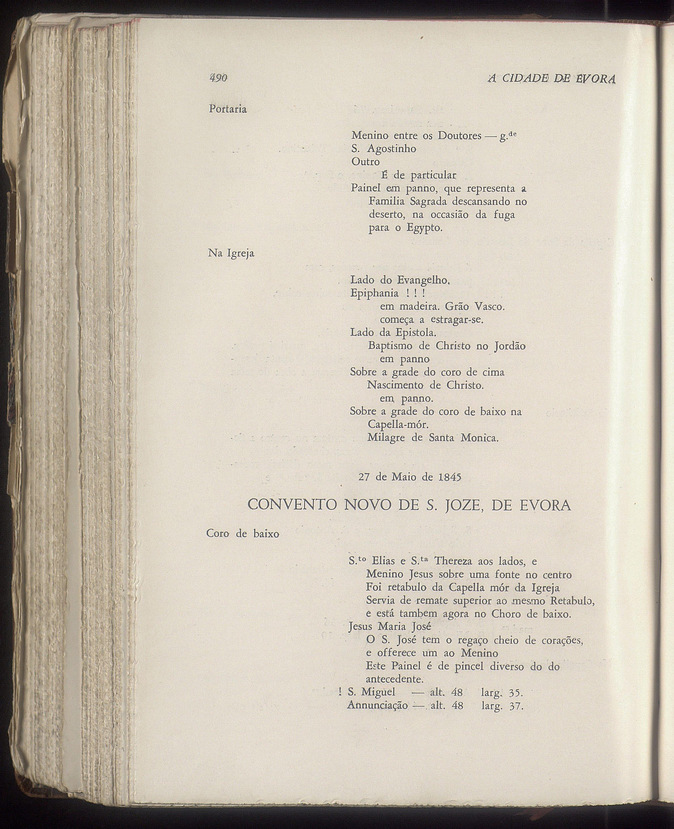 490 A CIDADE DE ÉVORA
Portaria
Menino entre os Doutores — g.de
S. Agostinho
Outro
É de particular
Painel em panno, que representa a
Familia Sagrada descansando no
deserto, na occasião da fuga
para o Egypto.
Na Igreja
Lado do Evangelho.
Epiphania ! ! !
em madeira. Grão Vasco.
começa a estragar-se.
Lado da Epistola.
Baptismo de Christo no Jordão
em panno
Sobre a grade do coro de cima
Nascimento de Christo.
em panno.
Sobre a grade do coro de baixo na
Capella-mór.
Milagre de Santa Monica.
27 de Maio de 1845
CONVENTO NOVO DE S. JOZE, DE EVORA
Coro de baixo
S.to Elias e S.ta Thereza aos lados, e
Menino Jesus sobre uma fonte no centro
Foi retabulo da Capella mór da Igreja
Servia de remate superior ao mesmo Retabulo,
e está tambem agora no Choro de baixo.
Jesus Maria José
O S. José tem o regaço cheio de corações,
e offerece um ao Menino
Este Painel é de pincel diverso do do
antecedente.
! S. Miguel — alt. 48 larg. 35.
Annunciação — alt. 48 larg. 37.